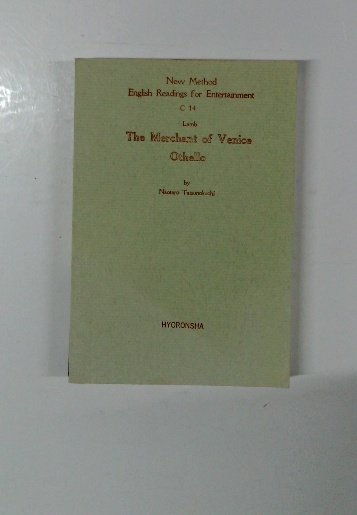 New Method
English Readings for Entertainment
C 14
Lamb
The Merchant of Venice
Othello
by
HYORONSHA